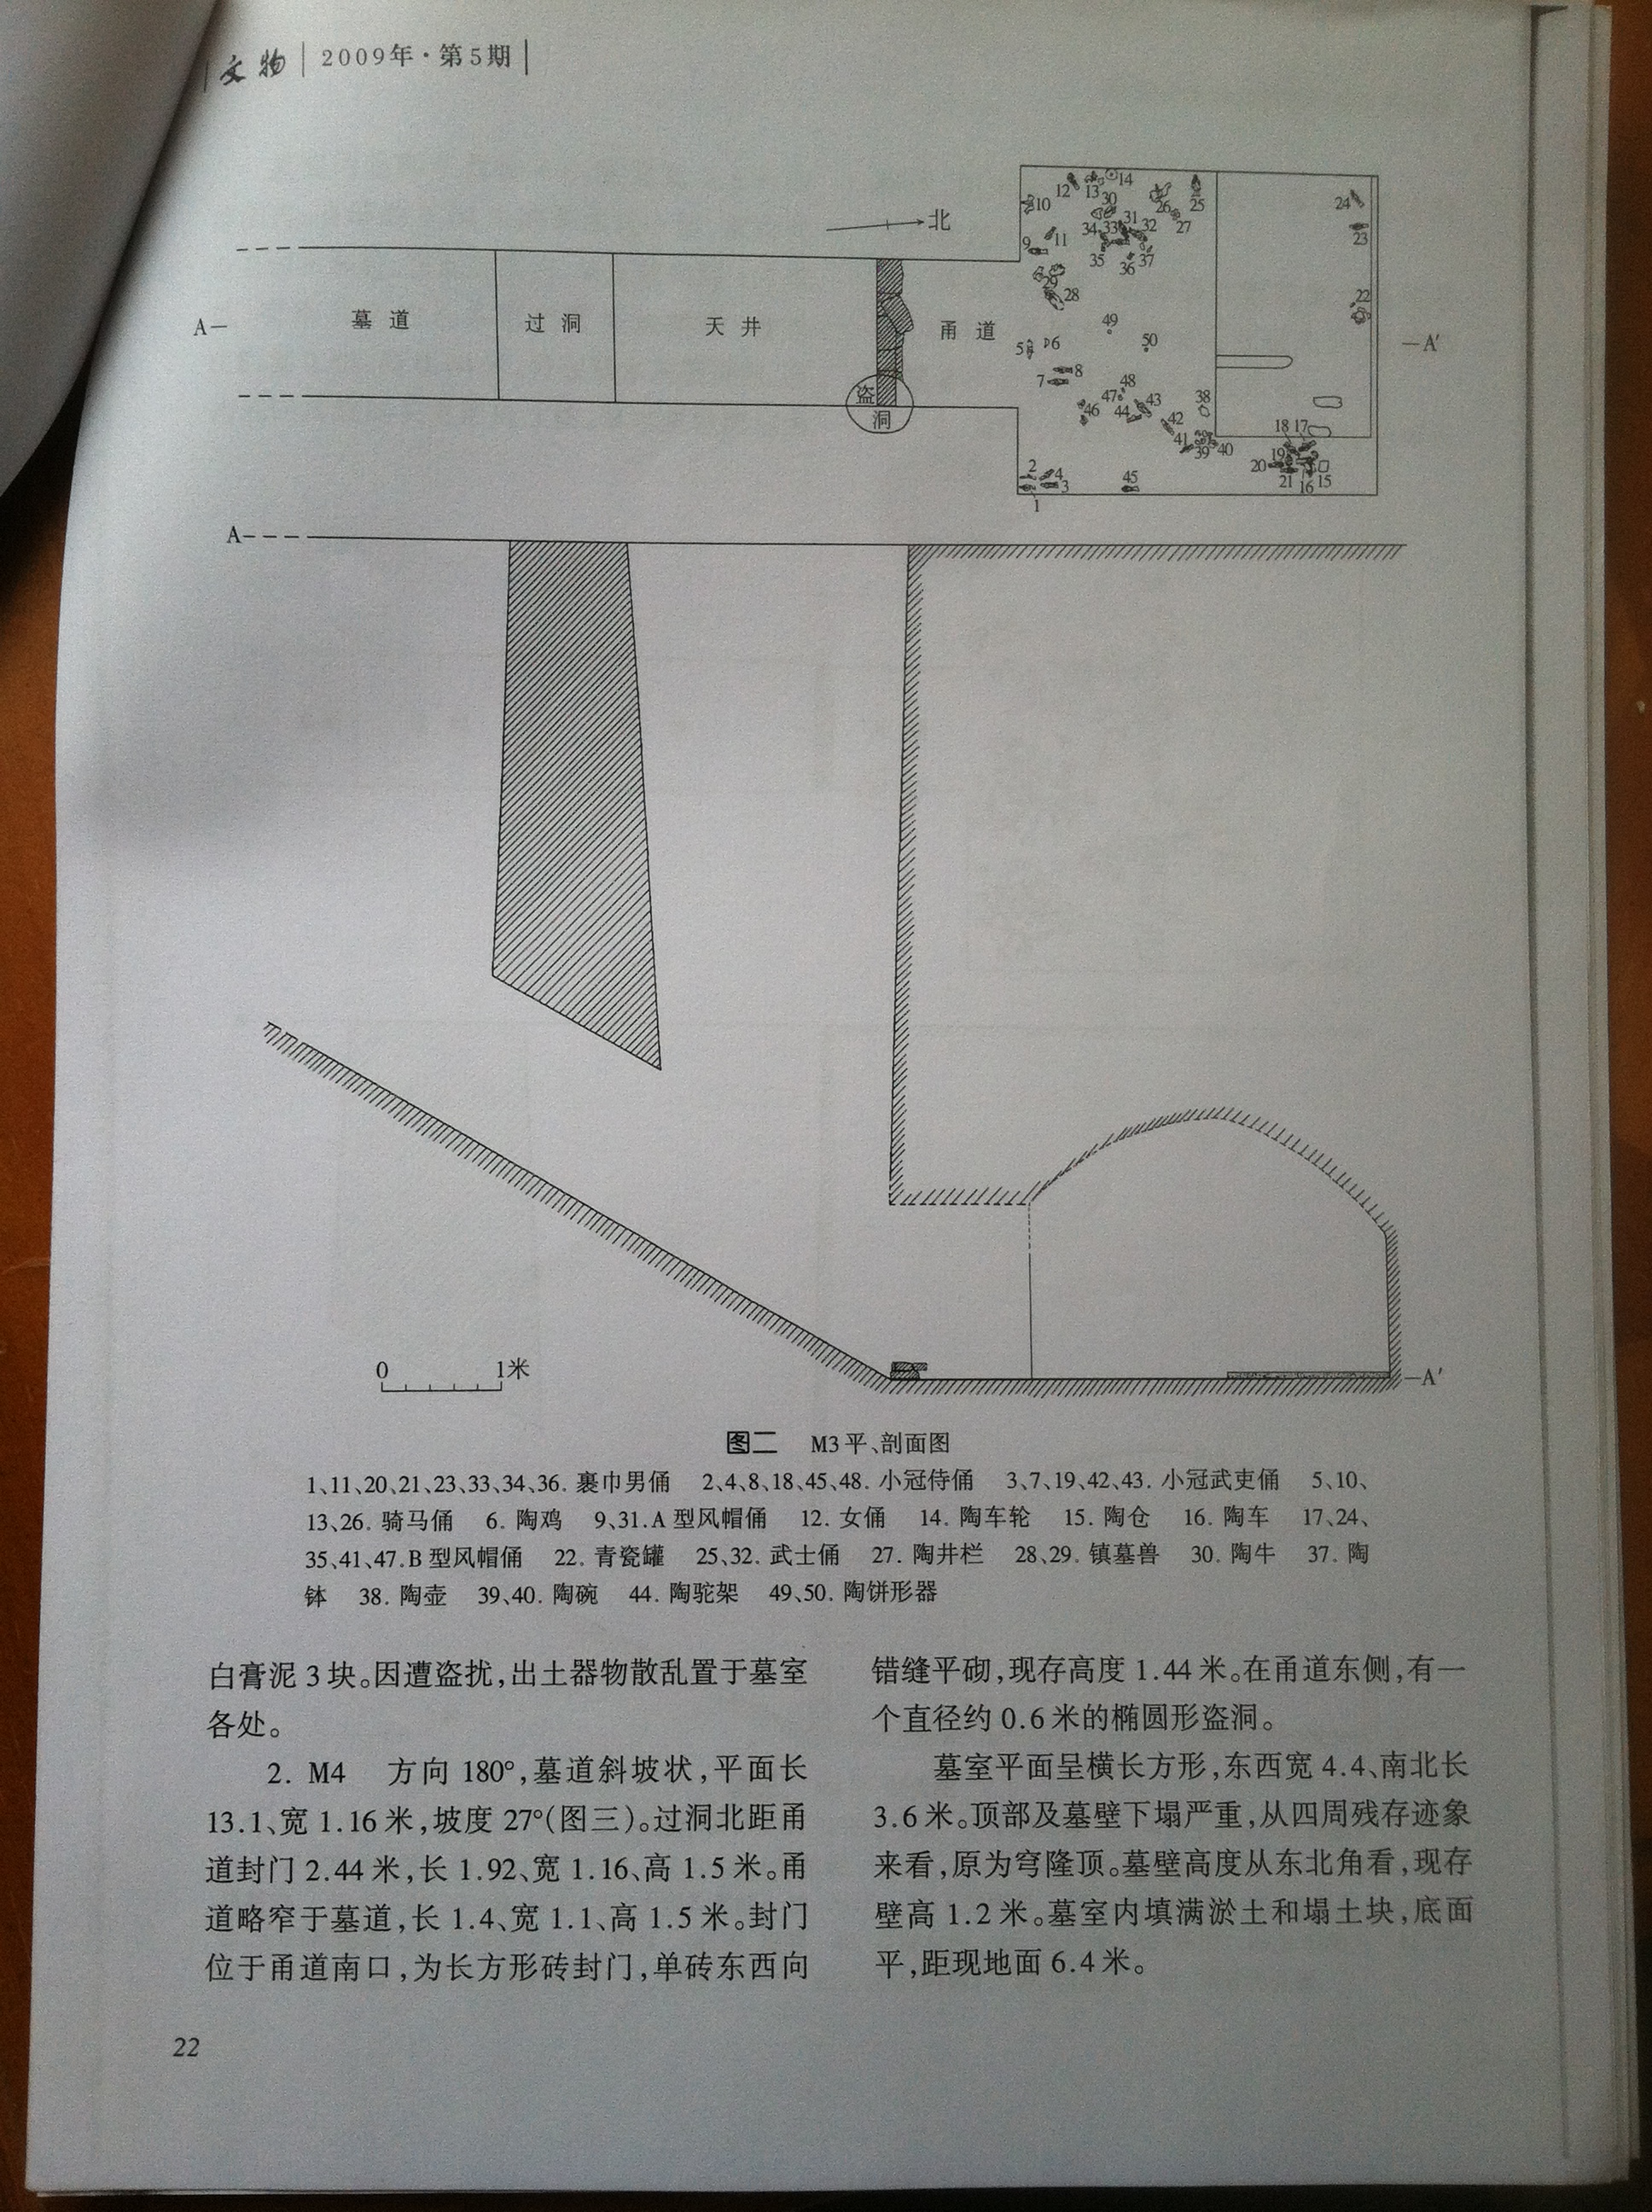 文物 | 2009年·第5期 |
北
墓道
过洞
天井
甬道
盗
洞
A—
—A′
12 13 14
10
30
26
25
24
34 33 31 32
27
23
9
11
35
36 37
29
28
22
49
50
5
6
7
8
48
47
43
38
46
44
42
18 17
41
39
40
19
20
2
4
3
45
21
16 15
1
A
0 1米
—A′
图二 M3平、剖面图
1、11、20、21、23、33、34、36. 裹巾男俑 2、4、8、18、45、48. 小冠侍俑 3、7、19、42、43. 小冠武吏俑 5、10、
13、26. 骑马俑 6. 陶鸡 9、31.A型风帽俑 12. 女俑 14. 陶车轮 15. 陶仓 16. 陶车 17、24、
35、41、47.B型风帽俑 22. 青瓷罐 25、32. 武士俑 27. 陶井栏 28、29. 镇墓兽 30. 陶牛 37. 陶
钵 38. 陶壶 39、40. 陶碗 44. 陶驼架 49、50. 陶饼形器
白膏泥3块。因遭盗扰,出土器物散乱置于墓室
各处。
2. M4 方向180°,墓道斜坡状,平面长
13.1、宽1.16米,坡度27°(图三)。过洞北距甬
道封门2.44米,长1.92、宽1.16、高1.5米。甬
道略窄于墓道,长1.4、宽1.1、高1.5米。封门
位于甬道南口,为长方形砖封门,单砖东西向
错缝平砌,现存高度1.44米。在甬道东侧,有一
个直径约0.6米的椭圆形盗洞。
墓室平面呈横长方形,东西宽4.4、南北长
3.6米。顶部及墓壁下塌严重,从四周残存迹象
来看,原为穹隆顶。墓壁高度从东北角看,现存
壁高1.2米。墓室内填满淤土和塌土块,底面
平,距现地面6.4米。
22